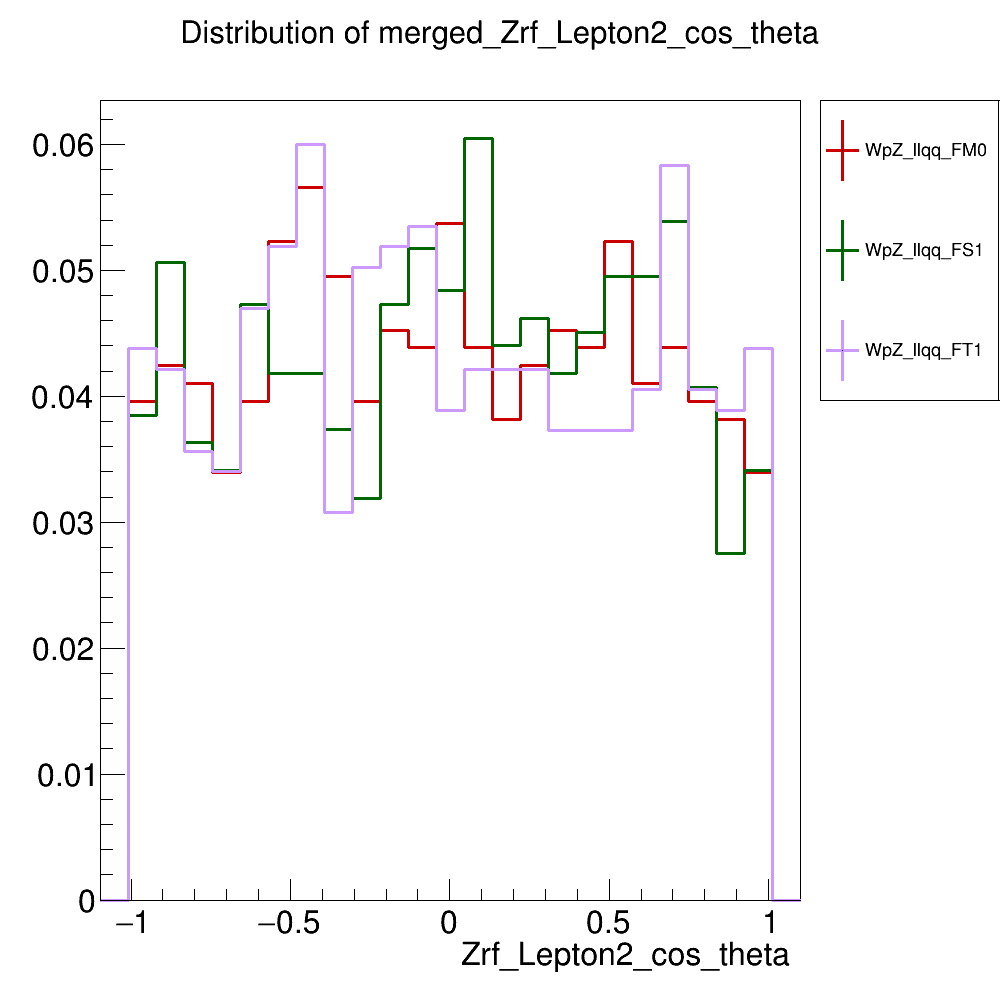 Distribution of merged_Zrf_Lepton2_cos_theta
0.06
0.05
0.04
0.03
0.02
0.01
0
−1
−0.5
0
0.5
1
Zrf_Lepton2_cos_theta
WpZ_llqq_FM0
WpZ_llqq_FS1
WpZ_llqq_FT1